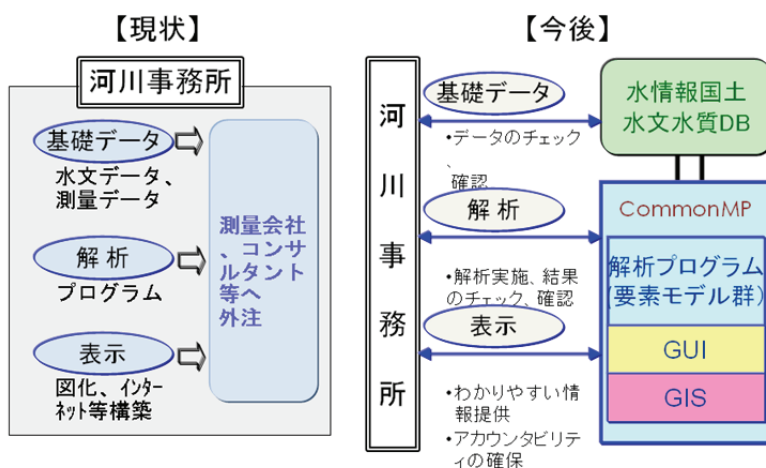 【現状】
河川事務所
基礎データ
水文データ、
測量データ
解析
プログラム
表示
図化、インター
ネット等構築
測量会社
、コンサ
ルタント
等へ
外注
【今後】
河川事務所
基礎データ
•データのチェック
、
確認
解析
•解析実施、結果
のチェック、確認
表示
•わかりやすい情
報提供
•アカウンタビリテ
ィの確保
水情報国土
水文水質DB
CommonMP
解析プログラム
(要素モデル群)
GUI
GIS